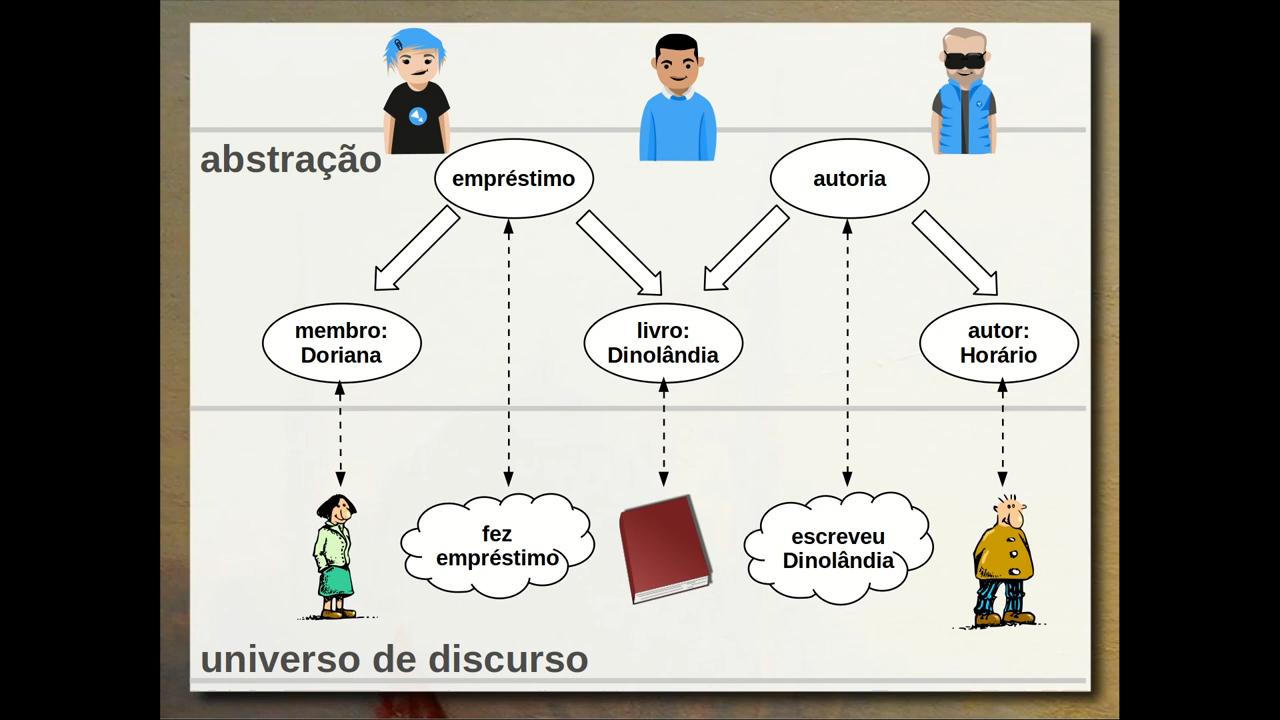 abstração
empréstimo
autoria
membro:
Doriana
livro:
Dinolândia
autor:
Horário
fez
empréstimo
escreveu
Dinolândia
universo de discurso